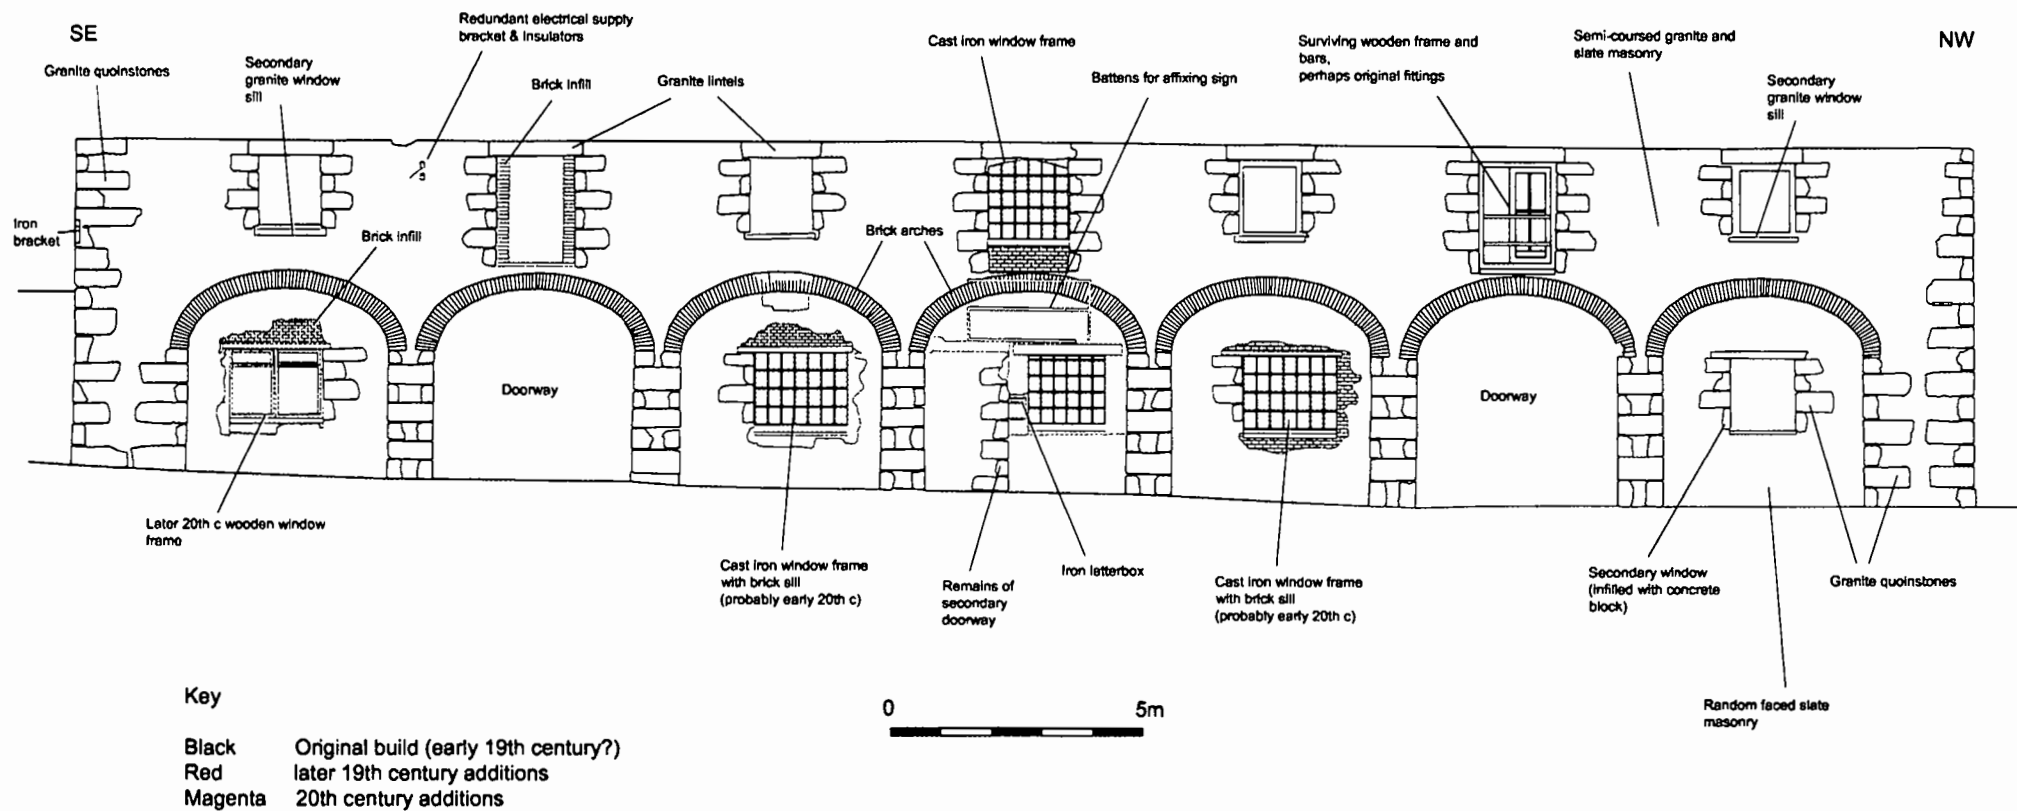 SE
NW
Granite quoinstones
Secondary
granite window
sill
Redundant electrical supply
bracket & insulators
Brick infill
Granite lintels
Cast iron window frame
Battens for affixing sign
Surviving wooden frame and
bars,
perhaps original fittings
Semi-coursed granite and
slate masonry
Secondary
granite window
sill
Iron
bracket
Brick infill
Brick arches
Doorway
Doorway
Later 20th c wooden window
frame
Cast iron window frame
with brick sill
(probably early 20th c)
Remains of
secondary
doorway
Iron letterbox
Cast iron window frame
with brick sill
(probably early 20th c)
Secondary window
(infilled with concrete
block)
Granite quoinstones
Random faced slate
masonry
Key
Black Original build (early 19th century?)
Red later 19th century additions
Magenta 20th century additions
0 5m